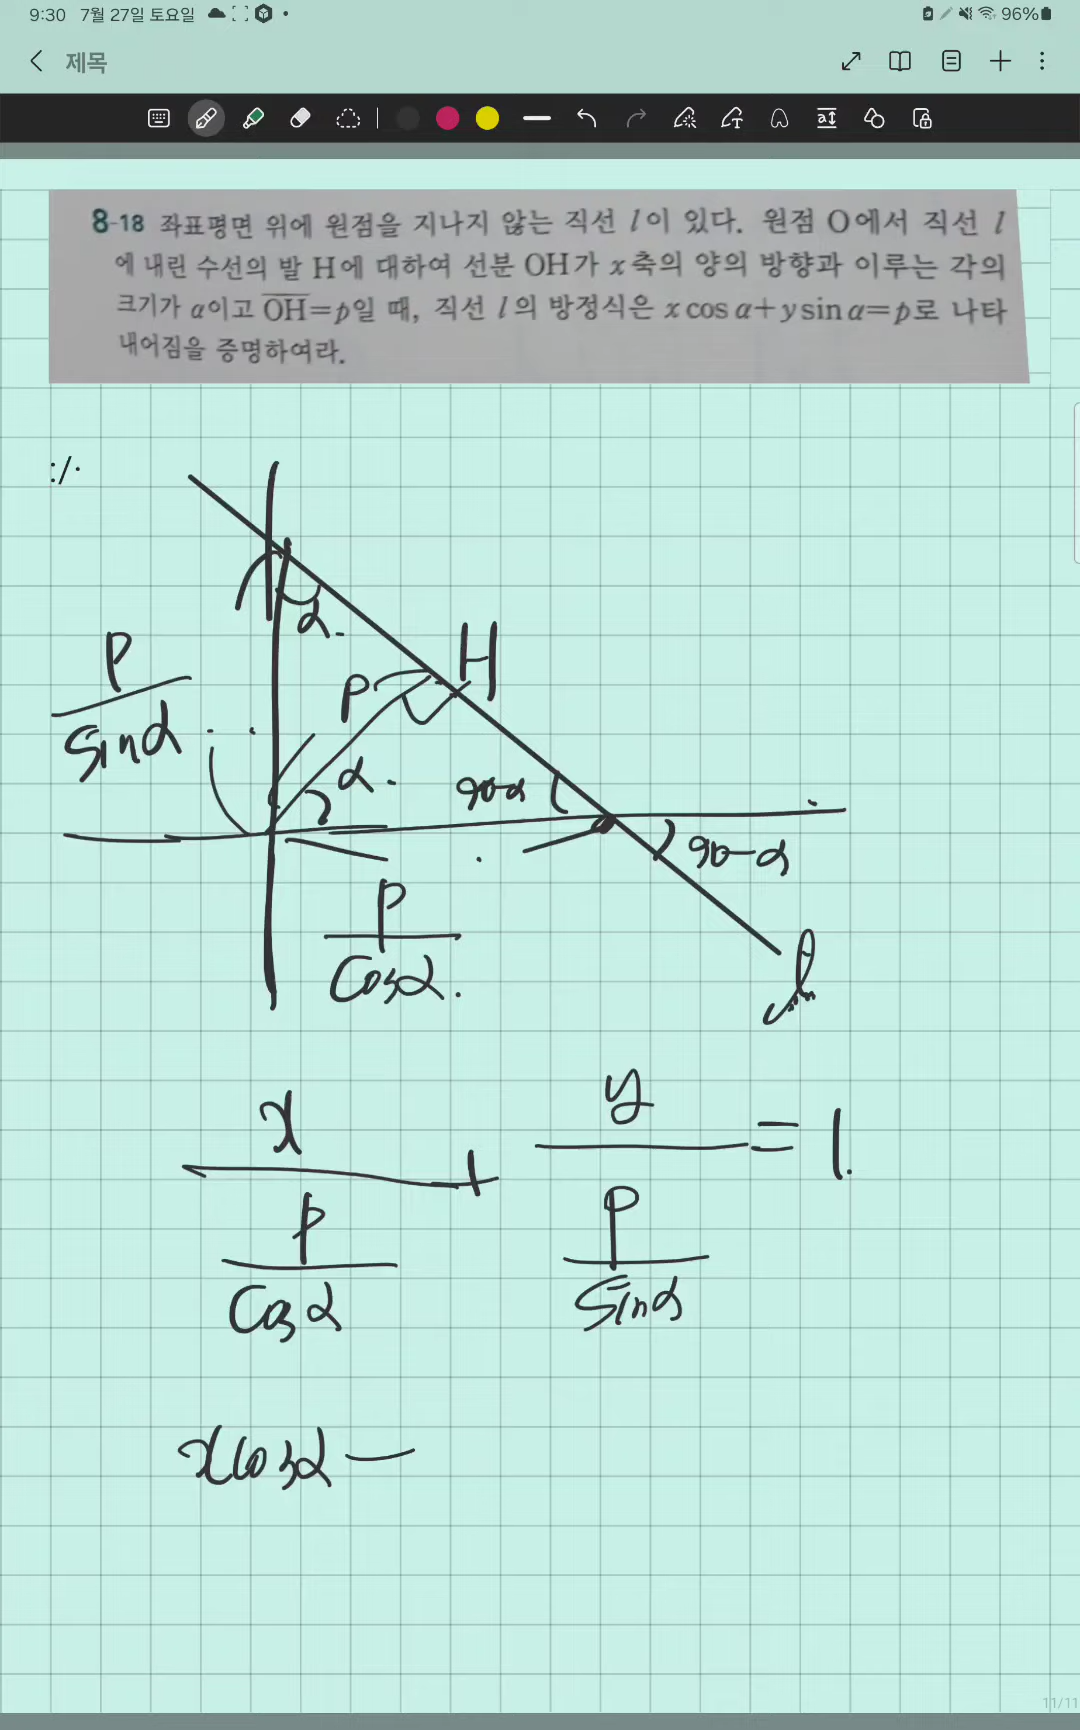 9:30 7월 27일 토요일
96%
제목
8-18 좌표평면 위에 원점을 지나지 않는 직선 l이 있다. 원점 O에서 직선 l
에 내린 수선의 발 H에 대하여 선분 OH가 x축의 양의 방향과 이루는 각의
크기가 α이고 OH=p일 때, 직선 l의 방정식은 x cos α+y sin α=p로 나타
내어짐을 증명하여라.
α
H
P
P
sinα
α
90-α
90-α
P
cosα
l
x/(P/cosα) + y/(P/sinα) = 1.
xcosα -
11/11